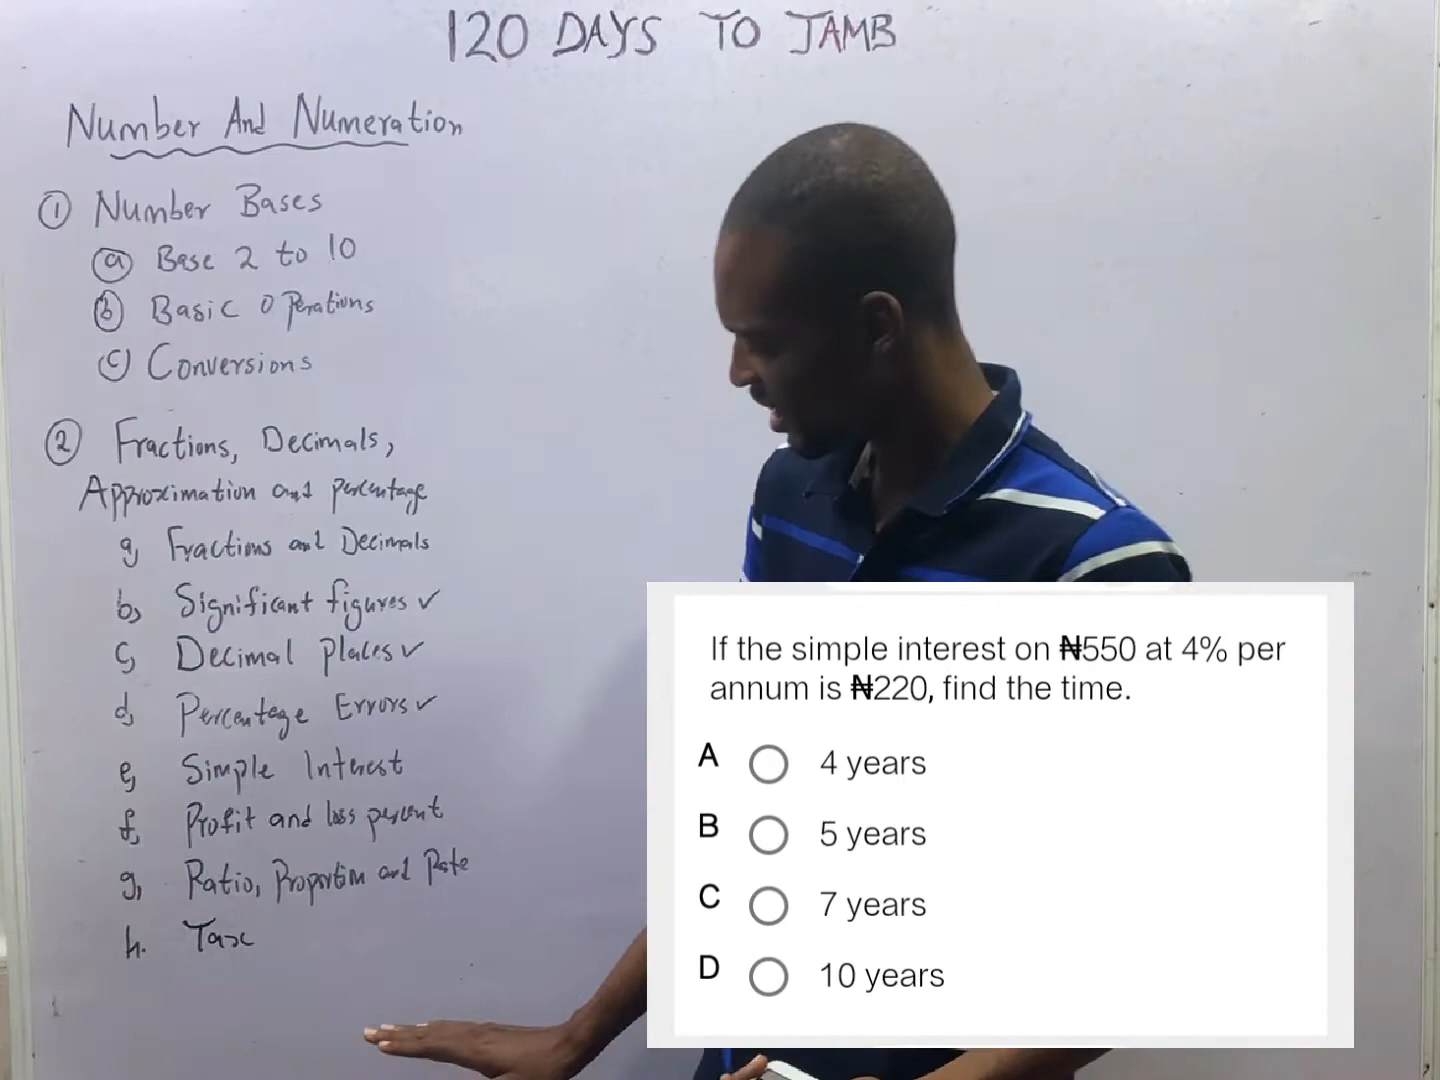 120 DAYS TO JAMB
Number And Numeration
① Number Bases
ⓐ Base 2 to 10
ⓑ Basic Operations
ⓒ Conversions
② Fractions, Decimals,
Approximation and percentage
a, Fractions and Decimals
b, Significant figures ✓
c, Decimal places ✓
d, Percentage Errors ✓
e, Simple Interest
f, Profit and loss percent
g, Ratio, Proportion and Rate
h. Tax
If the simple interest on ₦550 at 4% per
annum is ₦220, find the time.
A 4 years
B 5 years
C 7 years
D 10 years